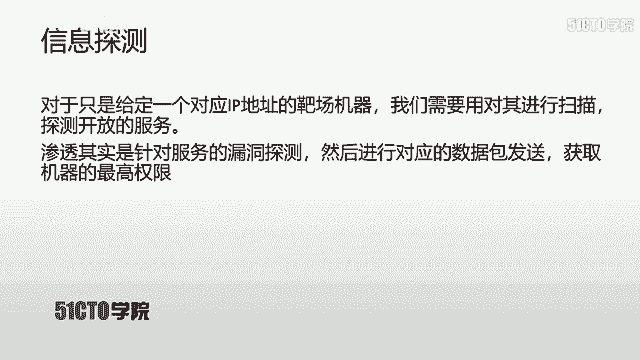 51CTO学院
信息探测
对于只是给定一个对应IP地址的靶场机器，我们需要用对其进行扫描，
探测开放的服务。
渗透其实是针对服务的漏洞探测，然后进行对应的数据包发送，获取
机器的最高权限
51CTO学院